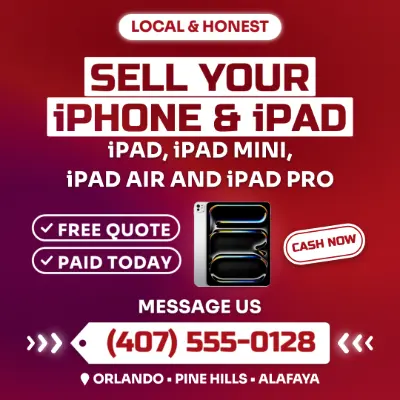 LOCAL & HONEST
SELL YOUR
iPHONE & iPAD
iPAD, iPAD MINI,
iPAD AIR AND iPAD PRO
FREE QUOTE
PAID TODAY
CASH NOW
MESSAGE US
(407) 555-0128
ORLANDO • PINE HILLS • ALAFAYA